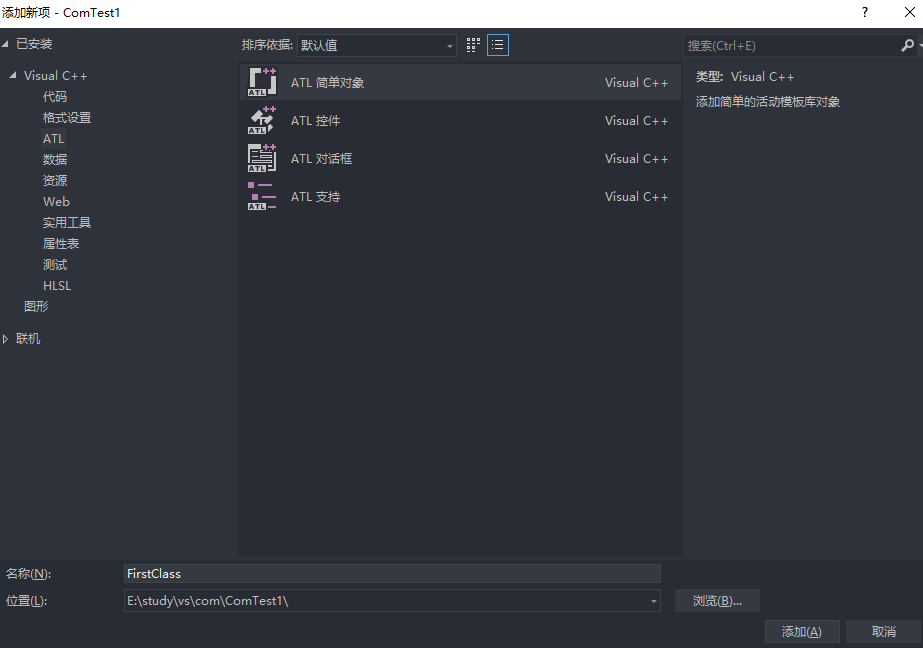 添加新项 - ComTest1
?
已安装
排序依据: 默认值
搜索(Ctrl+E)
Visual C++
代码
格式设置
ATL
数据
资源
Web
实用工具
属性表
测试
HLSL
图形
联机
ATL 简单对象 Visual C++
ATL 控件 Visual C++
ATL 对话框 Visual C++
ATL 支持 Visual C++
类型: Visual C++
添加简单的活动模板库对象
名称(N): FirstClass
位置(L): E:\study\vs\com\ComTest1\
浏览(B)...
添加(A)
取消